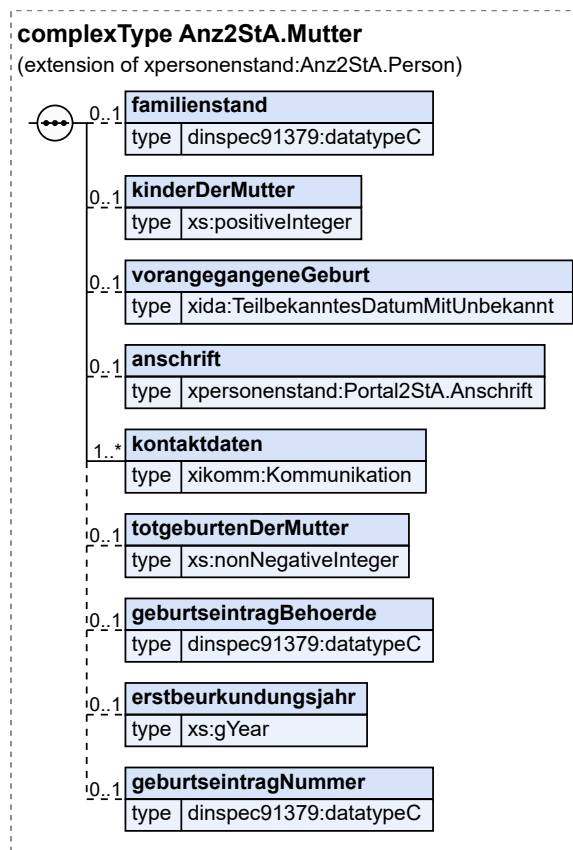 complexType Anz2StA.Mutter
(extension of xpersonenstand:Anz2StA.Person)
0..1 familienstand
type dinspec91379:datatypeC
0..1 kinderDerMutter
type xs:positiveInteger
0..1 vorangegangeneGeburt
type xida:TeilbekanntesDatumMitUnbekannt
0..1 anschrift
type xpersonenstand:Portal2StA.Anschrift
1..* kontaktdaten
type xikomm:Kommunikation
0..1 totgeburtenDerMutter
type xs:nonNegativeInteger
0..1 geburtseintragBehoerde
type dinspec91379:datatypeC
0..1 erstbeurkundungsjahr
type xs:gYear
0..1 geburtseintragNummer
type dinspec91379:datatypeC